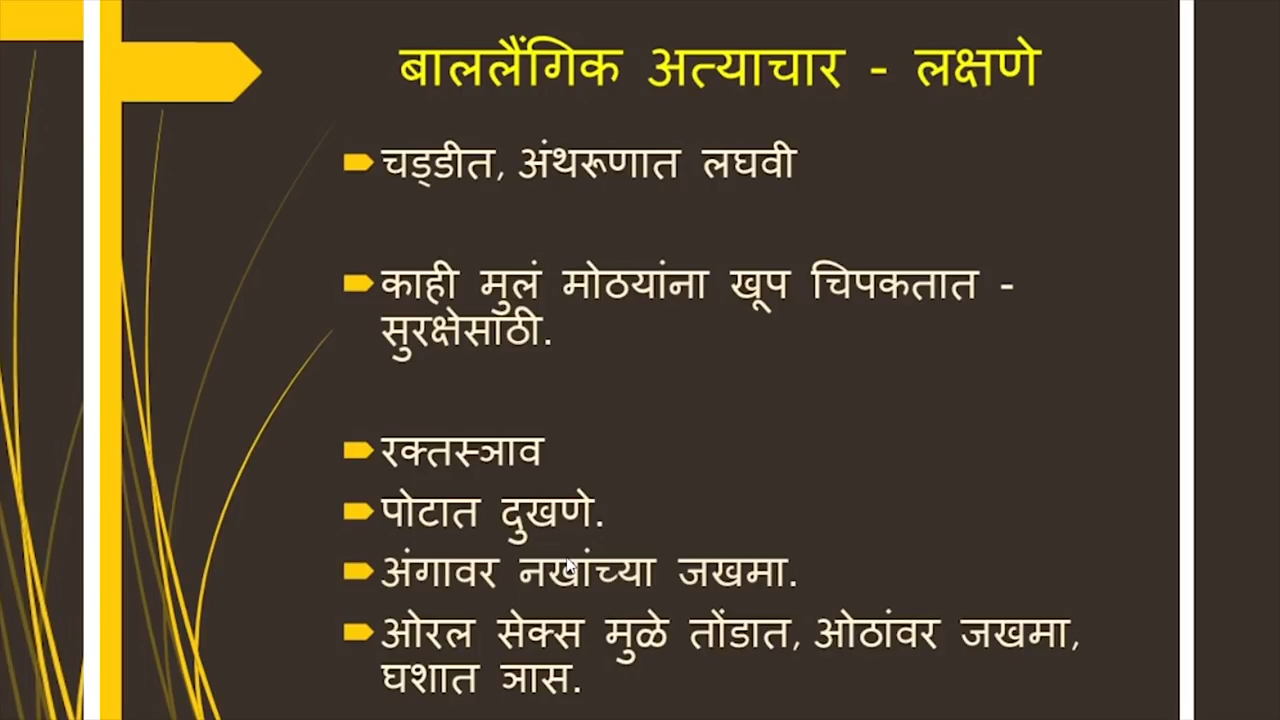 बाललैंगिक अत्याचार - लक्षणे
चड्डीत, अंथरूणात लघवी
काही मुलं मोठयांना खूप चिपकतात -
सुरक्षेसाठी.
रक्तस्त्राव
पोटात दुखणे.
अंगावर नखांच्या जखमा.
ओरल सेक्स मुळे तोंडात, ओठांवर जखमा,
घशात त्रास.